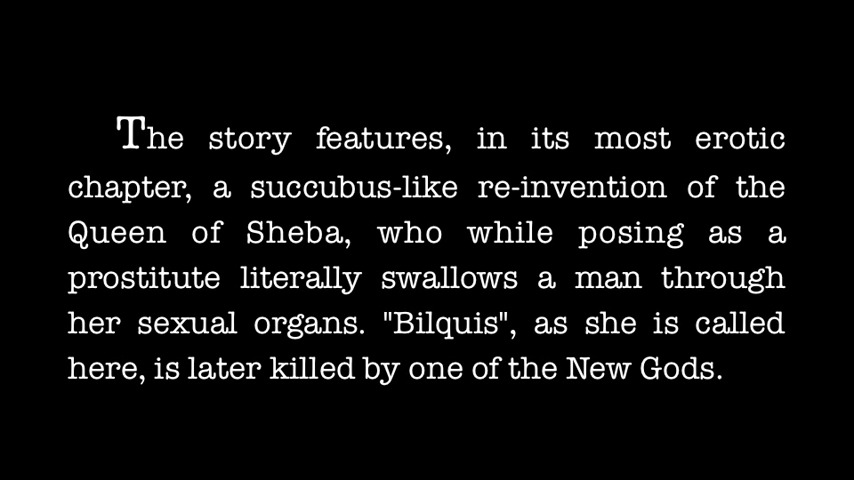 The story features, in its most erotic
chapter, a succubus-like re-invention of the
Queen of Sheba, who while posing as a
prostitute literally swallows a man through
her sexual organs. "Bilquis", as she is called
here, is later killed by one of the New Gods.